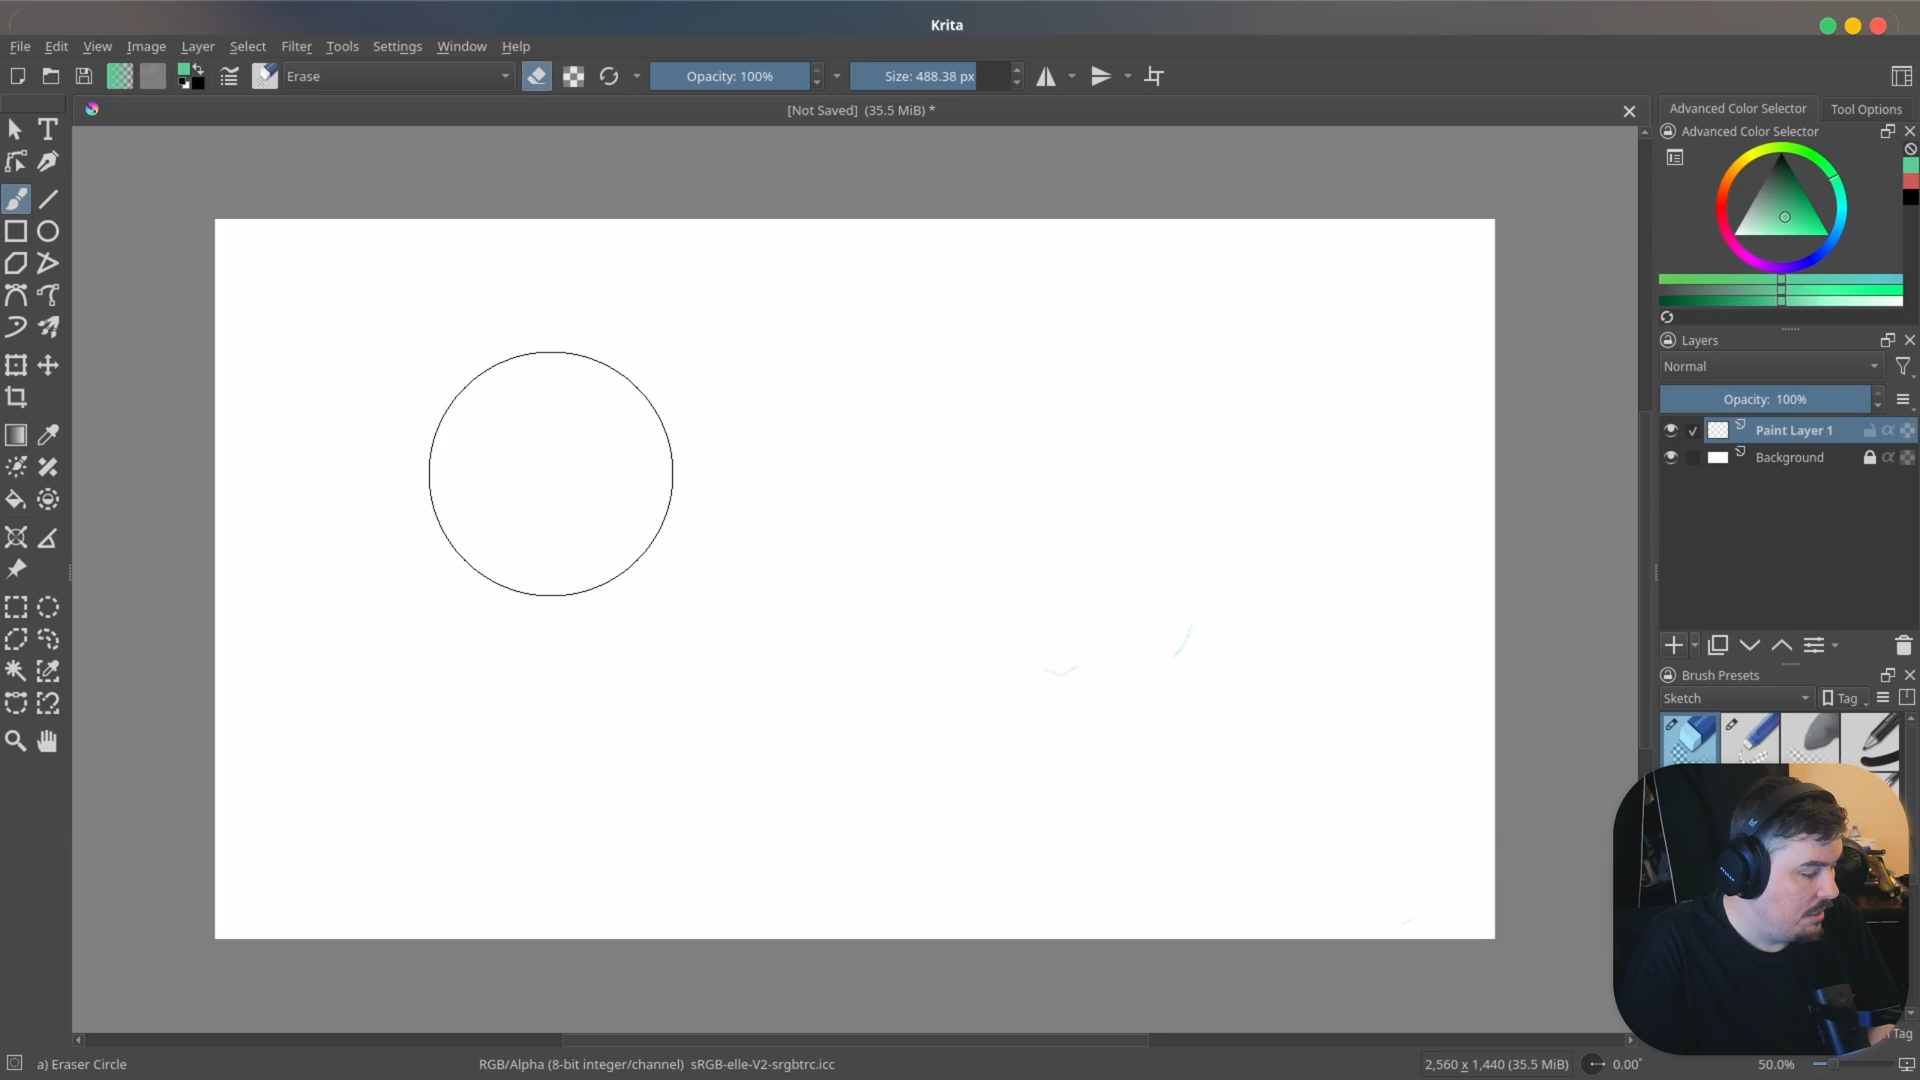 Krita
File Edit View Image Layer Select Filter Tools Settings Window Help
Erase
Opacity: 100%
Size: 488.38 px
[Not Saved] (35.5 MiB) *
Advanced Color Selector
Tool Options
Advanced Color Selector
Layers
Normal
Opacity: 100%
Paint Layer 1
Background
Brush Presets
Sketch
Tag
Tag
a) Eraser Circle
RGB/Alpha (8-bit integer/channel) sRGB-elle-V2-srgbtrc.icc
2,560 x 1,440 (35.5 MiB)
0.00°
50.0%